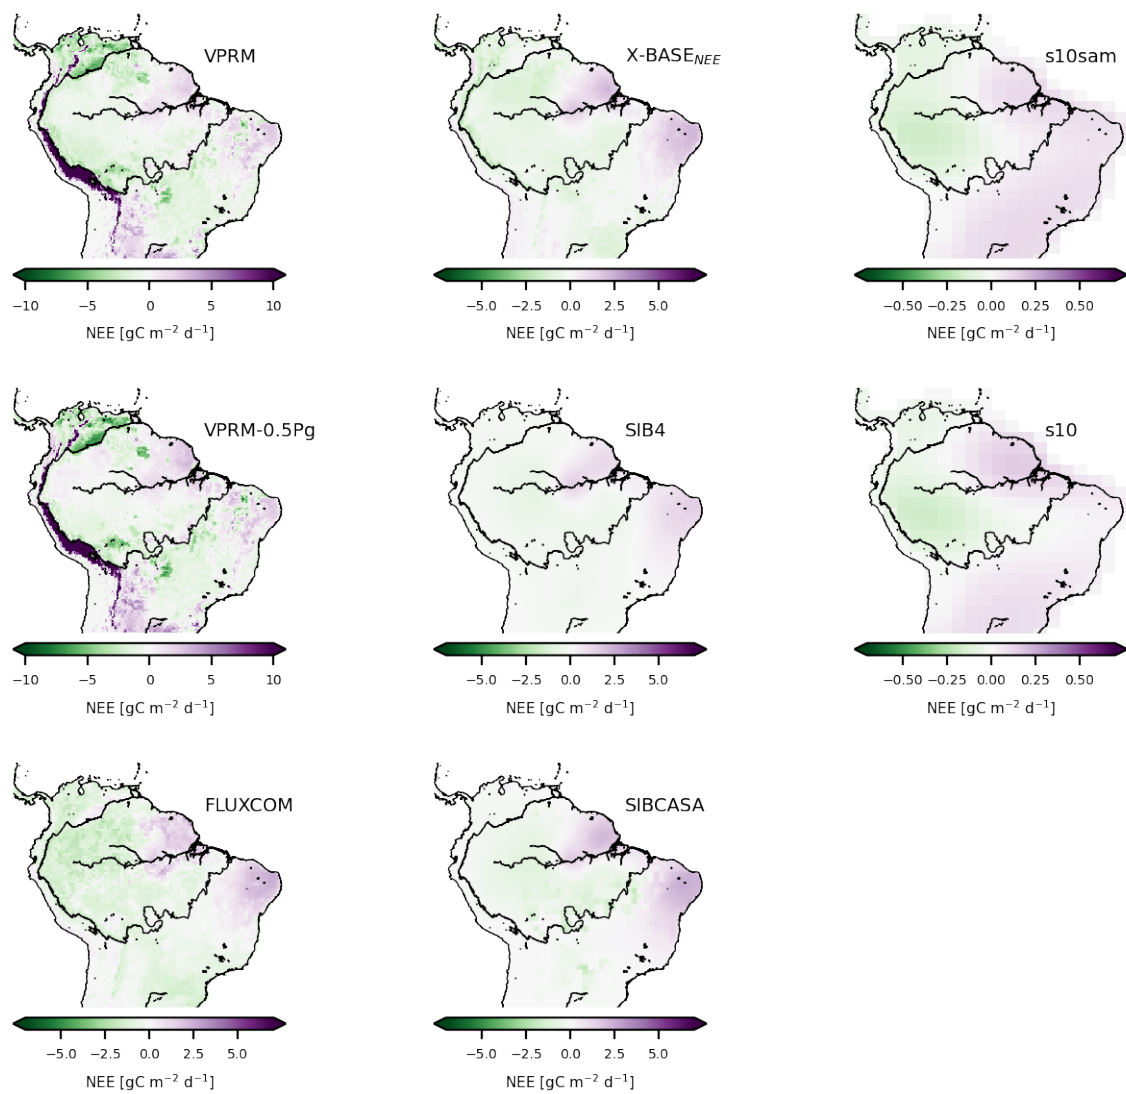 VPRM
X-BASE$_{NEE}$
s10sam
−10 −5 0 5 10
−5.0 −2.5 0.0 2.5 5.0
−0.50 −0.25 0.00 0.25 0.50
NEE [gC m⁻² d⁻¹]
NEE [gC m⁻² d⁻¹]
NEE [gC m⁻² d⁻¹]
VPRM-0.5Pg
SIB4
s10
−10 −5 0 5 10
−5.0 −2.5 0.0 2.5 5.0
−0.50 −0.25 0.00 0.25 0.50
NEE [gC m⁻² d⁻¹]
NEE [gC m⁻² d⁻¹]
NEE [gC m⁻² d⁻¹]
FLUXCOM
SIBCASA
−5.0 −2.5 0.0 2.5 5.0
−5.0 −2.5 0.0 2.5 5.0
NEE [gC m⁻² d⁻¹]
NEE [gC m⁻² d⁻¹]